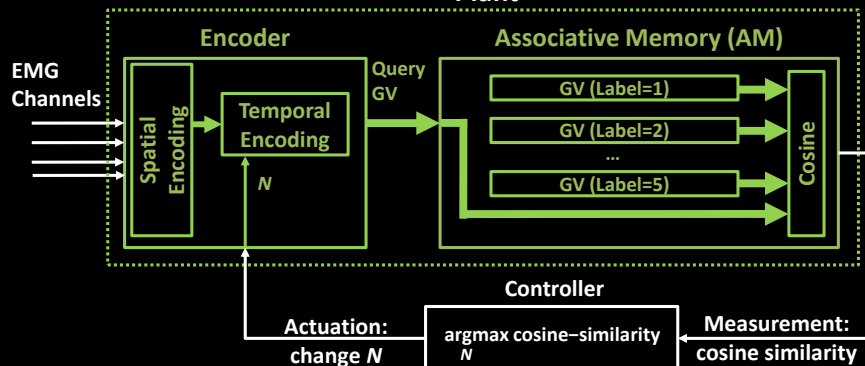 Encoder
Associative Memory (AM)
EMG
Channels
Spatial
Encoding
Temporal
Encoding
N
Query
GV
GV (Label=1)
GV (Label=2)
...
GV (Label=5)
Cosine
Controller
Actuation:
change N
argmax cosine–similarity
N
Measurement:
cosine similarity